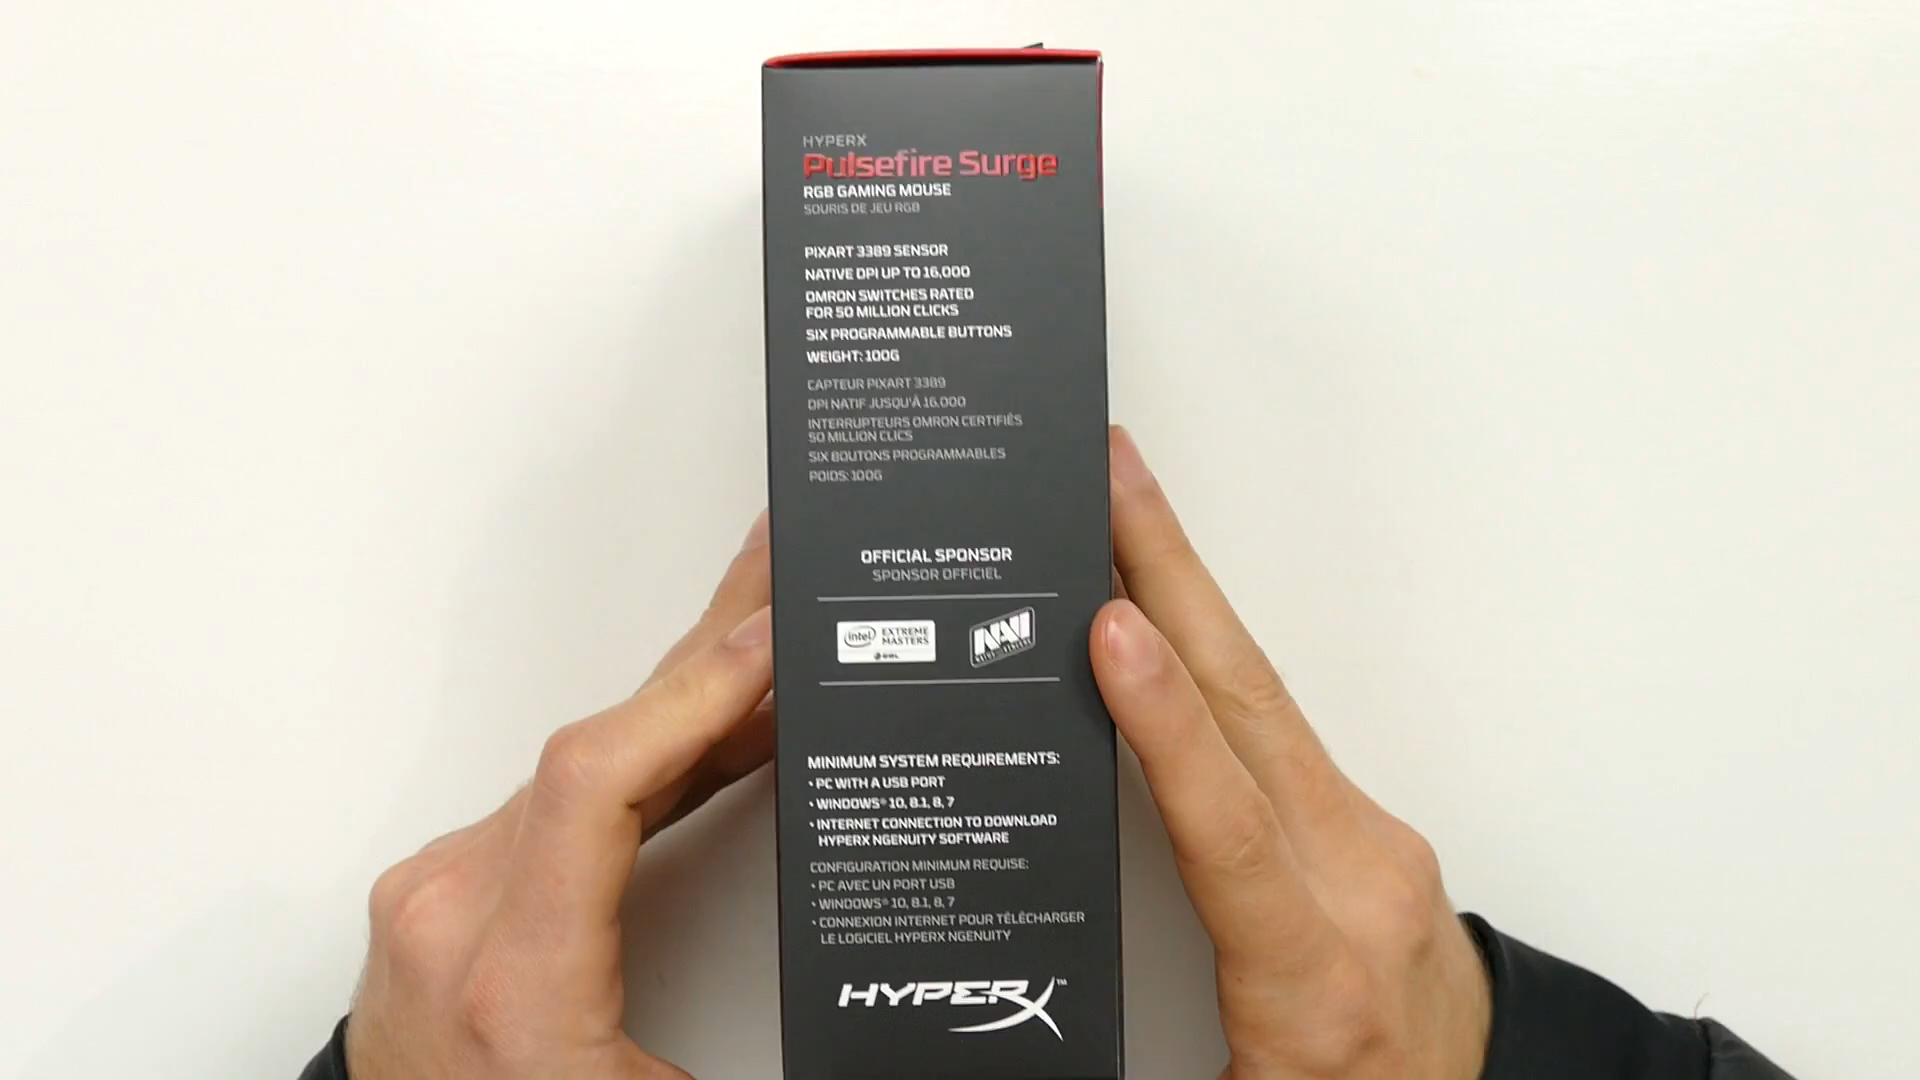 HYPERX
Pulsefire Surge
RGB GAMING MOUSE
SOURIS DE JEU RGB
PIXART 3389 SENSOR
NATIVE DPI UP TO 16,000
OMRON SWITCHES RATED
FOR 50 MILLION CLICKS
SIX PROGRAMMABLE BUTTONS
WEIGHT: 100G
CAPTEUR PIXART 3389
DPI NATIF JUSQU'À 16.000
INTERRUPTEURS OMRON CERTIFIÉS
50 MILLION CLICS
SIX BOUTONS PROGRAMMABLES
POIDS: 100G
OFFICIAL SPONSOR
SPONSOR OFFICIEL
intel EXTREME
MASTERS
NAVI
MINIMUM SYSTEM REQUIREMENTS:
• PC WITH A USB PORT
• WINDOWS® 10, 8.1, 8, 7
• INTERNET CONNECTION TO DOWNLOAD
HYPERX NGENUITY SOFTWARE
CONFIGURATION MINIMUM REQUISE:
• PC AVEC UN PORT USB
• WINDOWS® 10, 8.1, 8, 7
• CONNEXION INTERNET POUR TÉLÉCHARGER
LE LOGICIEL HYPERX NGENUITY
HYPERX™